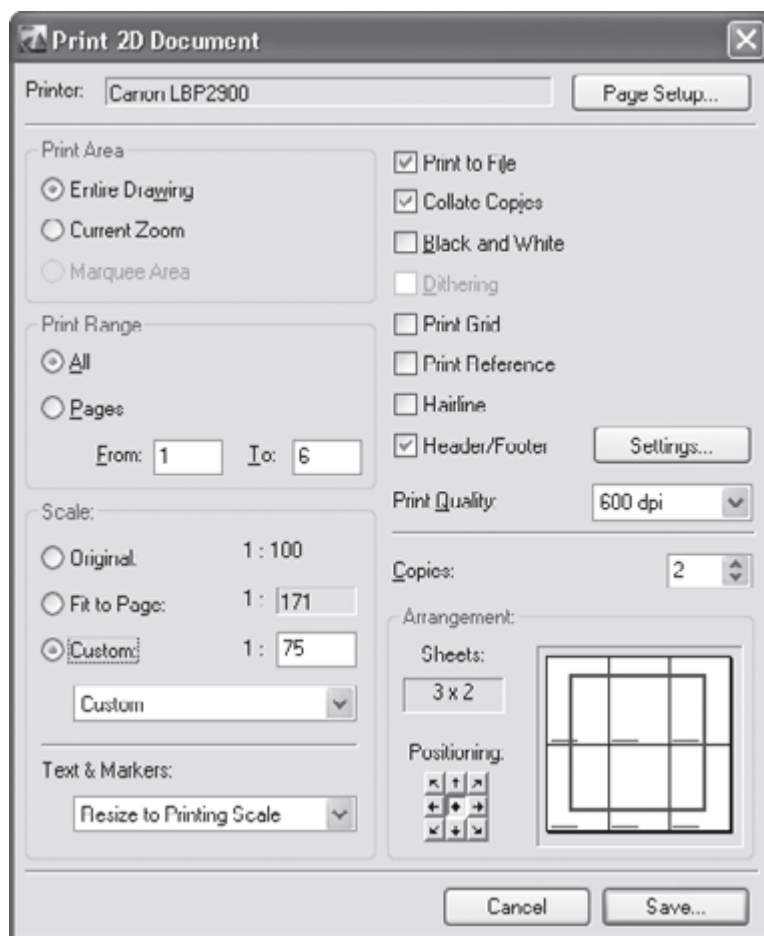 Print 2D Document
Printer: Canon LBP2900 Page Setup...
Print Area
Entire Drawing
Current Zoom
Marquee Area
Print to File
Collate Copies
Black and White
Dithering
Print Grid
Print Reference
Hairline
Header/Footer Settings...
Print Quality: 600 dpi
Print Range
All
Pages
From: 1 To: 6
Scale:
Original: 1 : 100
Fit to Page: 1 : 171
Custom: 1 : 75
Custom
Text & Markers:
Resize to Printing Scale
Copies: 2
Arrangement:
Sheets:
3 x 2
Positioning:
Cancel Save...